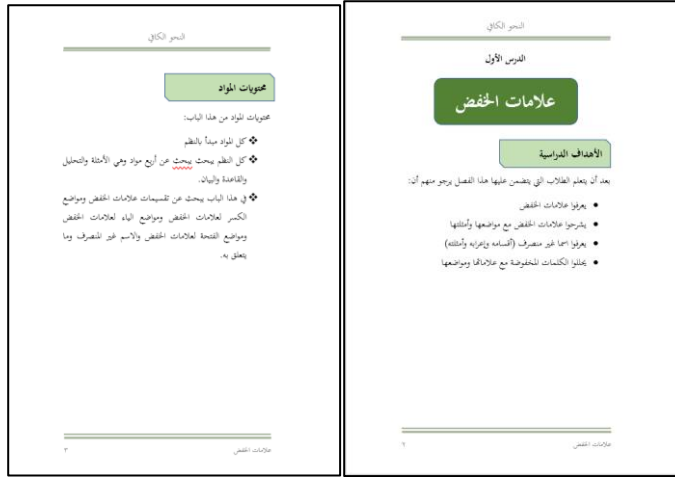 النحو الكافي
الدرس الأول
علامات الخفض
الأهداف الدراسية
بعد أن يتعلم الطلاب التي يتضمن عليها هذا الفصل يرجو منهم أن:
يعرفوا علامات الخفض
يشرحوا علامات الخفض مع مواضعها وأمثلتها
يعرفوا اسما غير منصرف (أقسامه وإعرابه وأمثلته)
يحللوا الكلمات المخفوضة مع علاماتها ومواضعها
علامات الخفض
النحو الكافي
محتويات المواد
محتويات المواد من هذا الباب:
كل المواد مبدأ بالنظم
كل النظم يبحث يبحث عن أربع مواد وهي الأمثلة والتحليل
والقاعدة والبيان.
في هذا الباب يبحث عن تقسيمات علامات الخفض ومواضع
الكسر لعلامات الخفض ومواضع الياء لعلامات الخفض
ومواضع الفتحة لعلامات الخفض والاسم غير المنصرف وما
يتعلق به.
علامات الخفض
٣